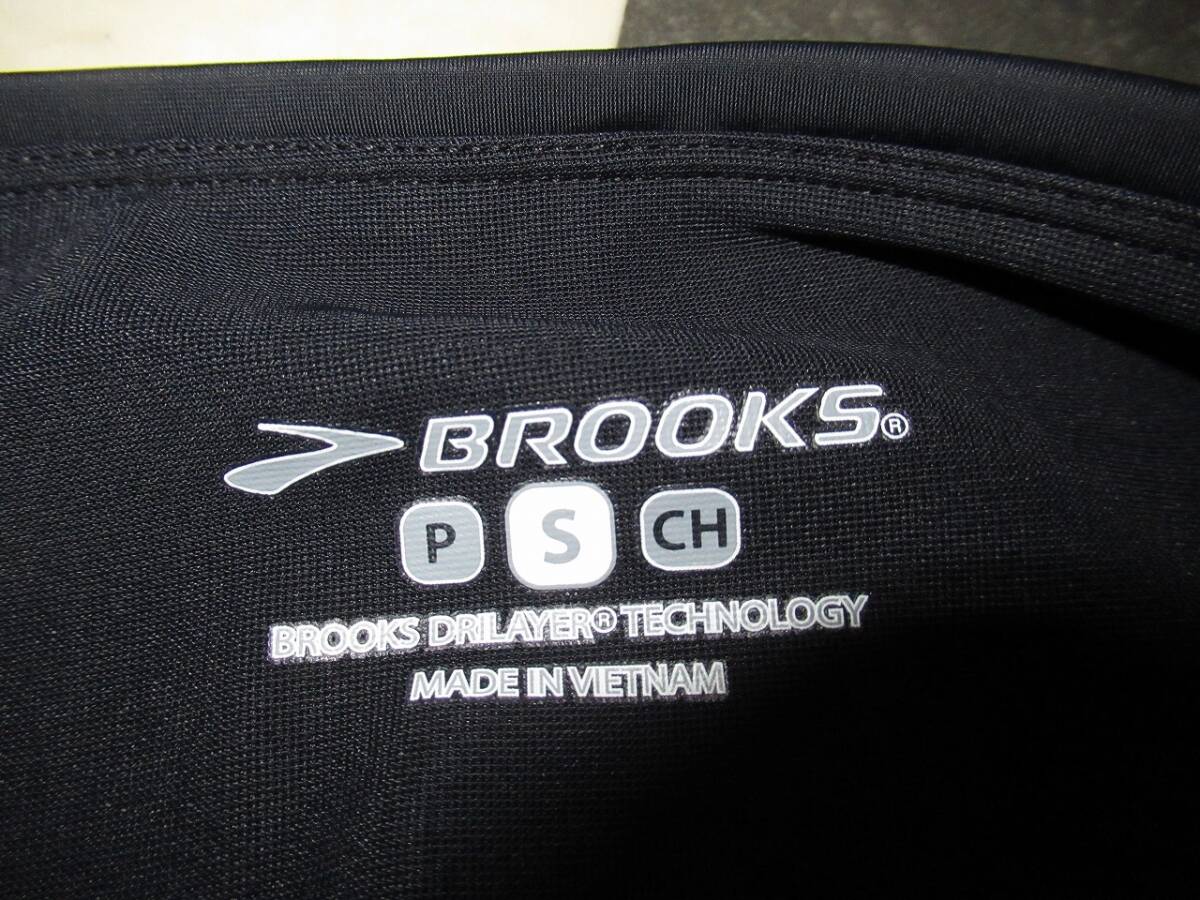 BROOKS®
P S CH
BROOKS DRILAYER® TECHNOLOGY
MADE IN VIETNAM